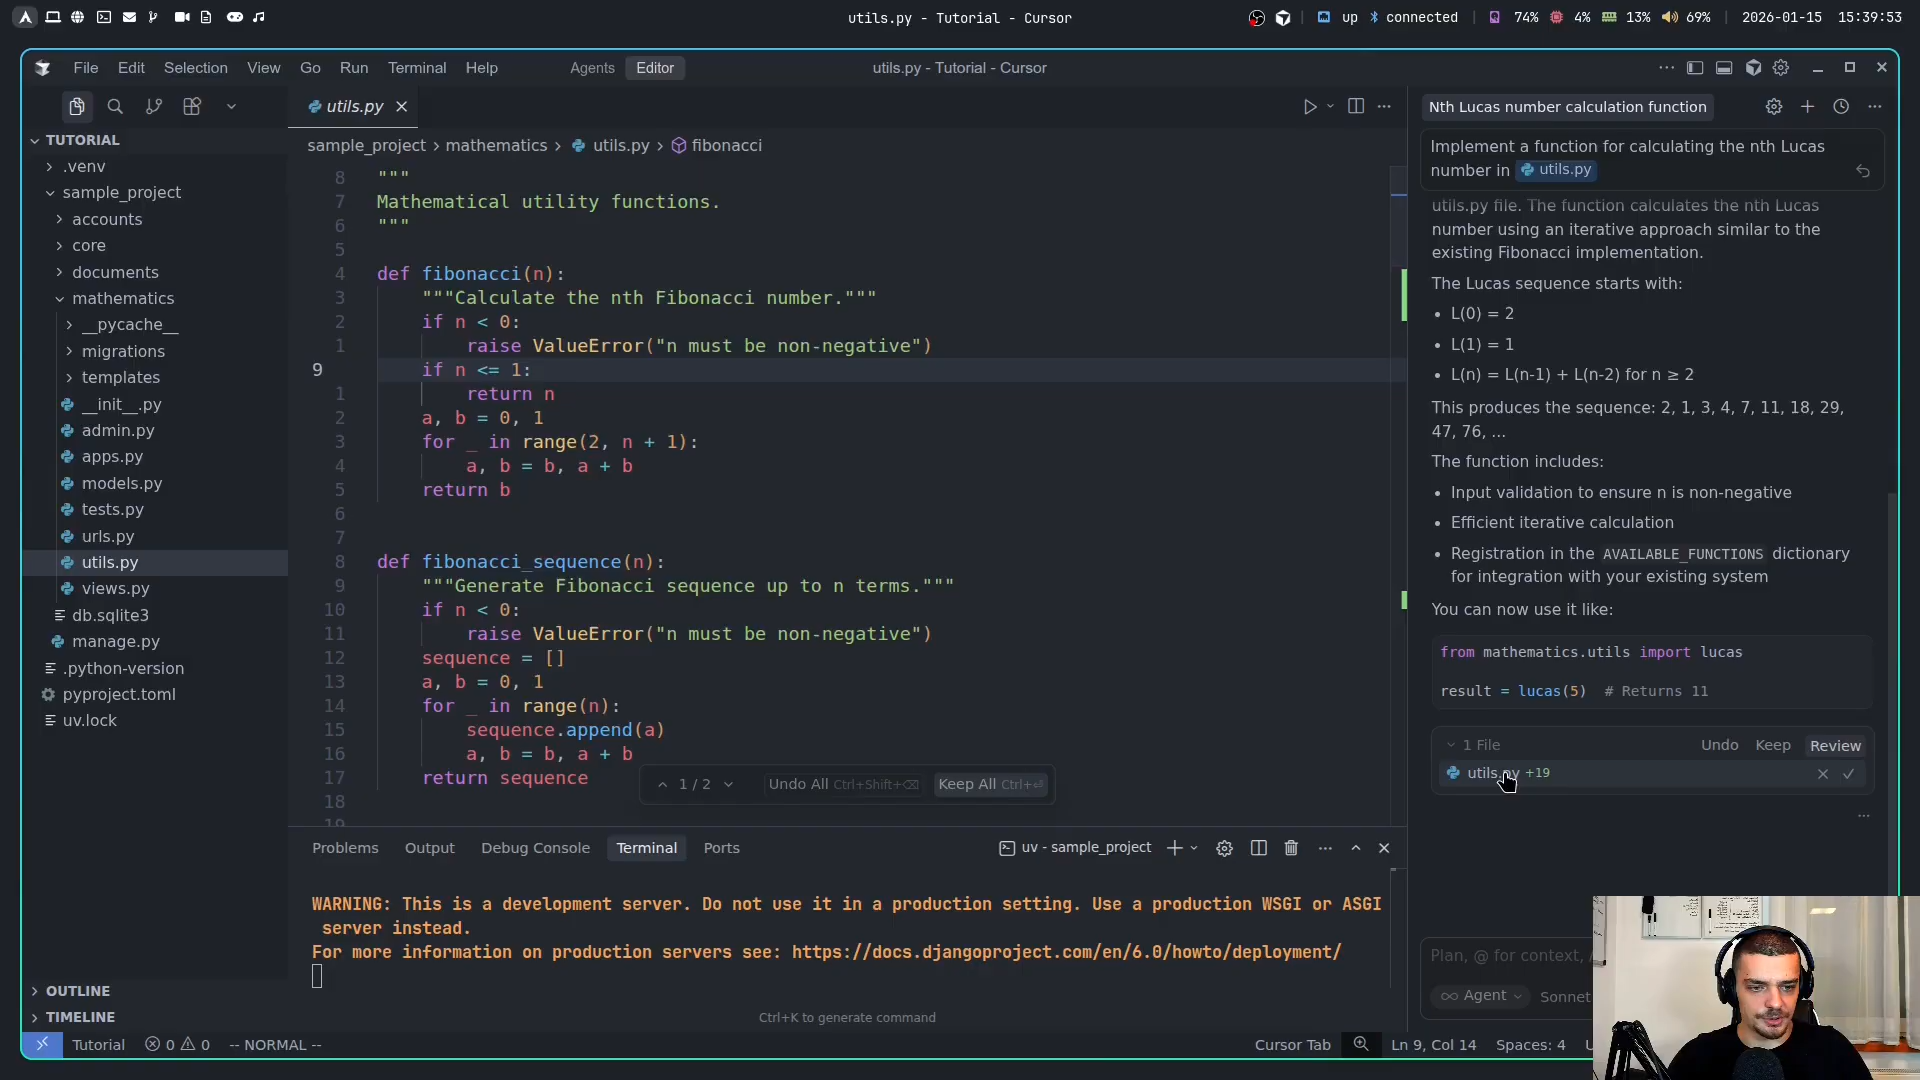 utils.py - Tutorial - Cursor
up
connected
74%
4%
13%
69%
2026-01-15
15:39:53
File Edit Selection View Go Run Terminal Help
Agents Editor
utils.py - Tutorial - Cursor
TUTORIAL
.venv
sample_project
accounts
core
documents
mathematics
__pycache__
migrations
templates
__init__.py
admin.py
apps.py
models.py
tests.py
urls.py
utils.py
views.py
db.sqlite3
manage.py
.python-version
pyproject.toml
uv.lock
OUTLINE
TIMELINE
utils.py
sample_project › mathematics › utils.py › fibonacci
8 """
7 Mathematical utility functions.
6 """
5
4 def fibonacci(n):
3 """Calculate the nth Fibonacci number."""
2 if n < 0:
1 raise ValueError("n must be non-negative")
9 if n <= 1:
1 return n
2 a, b = 0, 1
3 for _ in range(2, n + 1):
4 a, b = b, a + b
5 return b
6
7
8 def fibonacci_sequence(n):
9 """Generate Fibonacci sequence up to n terms."""
10 if n < 0:
11 raise ValueError("n must be non-negative")
12 sequence = []
13 a, b = 0, 1
14 for _ in range(n):
15 sequence.append(a)
16 a, b = b, a + b
17 return sequence
18
19
1 / 2 Undo All Ctrl+Shift+⌫ Keep All Ctrl+⏎
Problems Output Debug Console Terminal Ports
uv - sample_project
WARNING: This is a development server. Do not use it in a production setting. Use a production WSGI or ASGI
server instead.
For more information on production servers see: https://docs.djangoproject.com/en/6.0/howto/deployment/
Ctrl+K to generate command
Nth Lucas number calculation function
Implement a function for calculating the nth Lucas
number in utils.py
utils.py file. The function calculates the nth Lucas
number using an iterative approach similar to the
existing Fibonacci implementation.
The Lucas sequence starts with:
• L(0) = 2
• L(1) = 1
• L(n) = L(n-1) + L(n-2) for n ≥ 2
This produces the sequence: 2, 1, 3, 4, 7, 11, 18, 29,
47, 76, ...
The function includes:
• Input validation to ensure n is non-negative
• Efficient iterative calculation
• Registration in the AVAILABLE_FUNCTIONS dictionary
for integration with your existing system
You can now use it like:
from mathematics.utils import lucas
result = lucas(5) # Returns 11
1 File Undo Keep Review
utils.py +19
Plan, @ for context, /
Agent Sonnet
Tutorial 0 0 -- NORMAL --
Cursor Tab Ln 9, Col 14 Spaces: 4